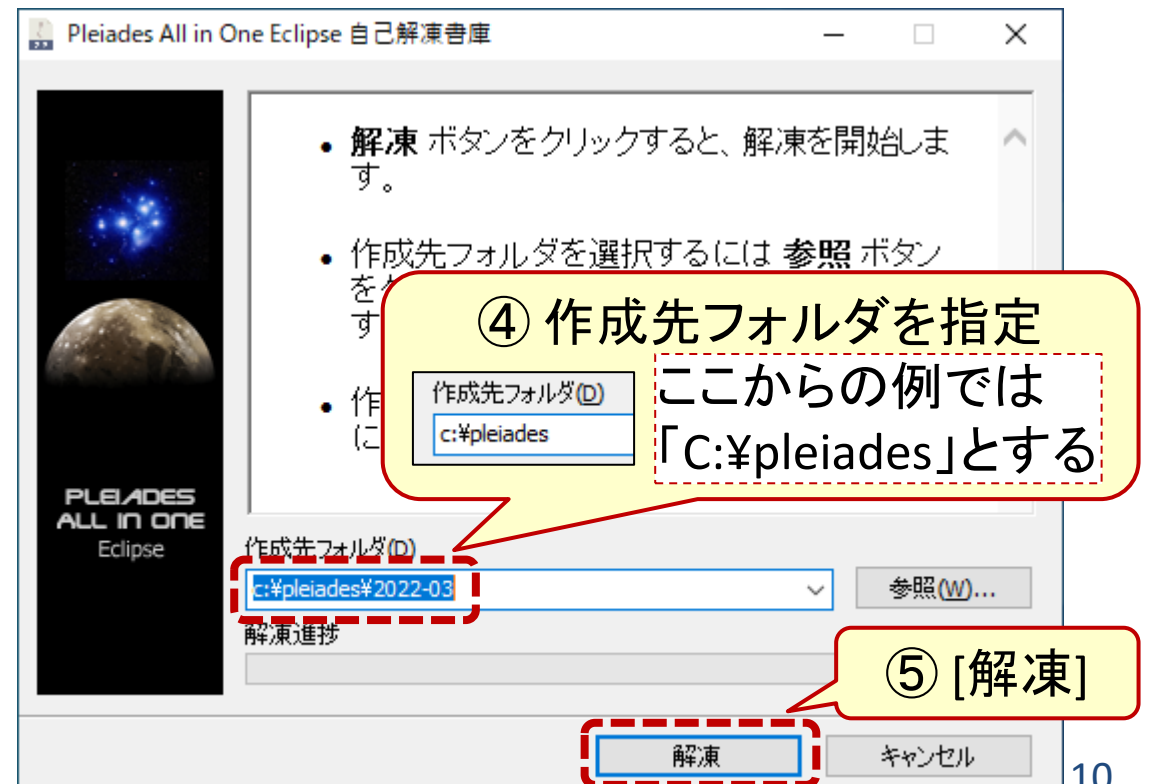 Pleiades All in One Eclipse 自己解凍書庫
• 解凍 ボタンをクリックすると、解凍を開始しま
す。
• 作成先フォルダを選択するには 参照 ボタン
を
す
• 作
に
④ 作成先フォルダを指定
作成先フォルダ(D)
c:¥pleiades
ここからの例では
「C:¥pleiades」とする
PLEIADES
ALL IN ONE
Eclipse
作成先フォルダ(D)
c:¥pleiades¥2022-03
参照(W)...
解凍進捗
⑤ [解凍]
解凍
キャンセル
10